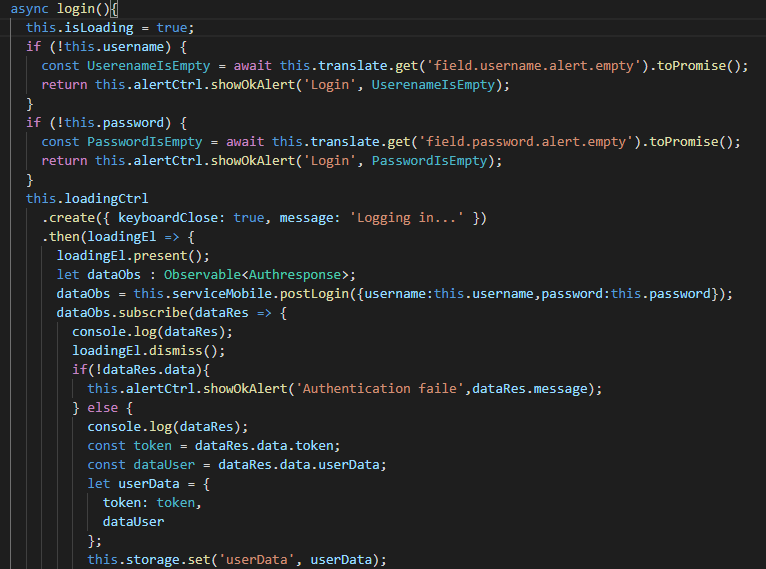 async login(){
this.isLoading = true;
if (!this.username) {
const UserenameIsEmpty = await this.translate.get('field.username.alert.empty').toPromise();
return this.alertCtrl.showOkAlert('Login', UserenameIsEmpty);
}
if (!this.password) {
const PasswordIsEmpty = await this.translate.get('field.password.alert.empty').toPromise();
return this.alertCtrl.showOkAlert('Login', PasswordIsEmpty);
}
this.loadingCtrl
.create({ keyboardClose: true, message: 'Logging in...' })
.then(loadingEl => {
loadingEl.present();
let dataObs : Observable<Authresponse>;
dataObs = this.serviceMobile.postLogin({username:this.username,password:this.password});
dataObs.subscribe(dataRes => {
console.log(dataRes);
loadingEl.dismiss();
if(!dataRes.data){
this.alertCtrl.showOkAlert('Authentication faile',dataRes.message);
} else {
console.log(dataRes);
const token = dataRes.data.token;
const dataUser = dataRes.data.userData;
let userData = {
token: token,
dataUser
};
this.storage.set('userData', userData);